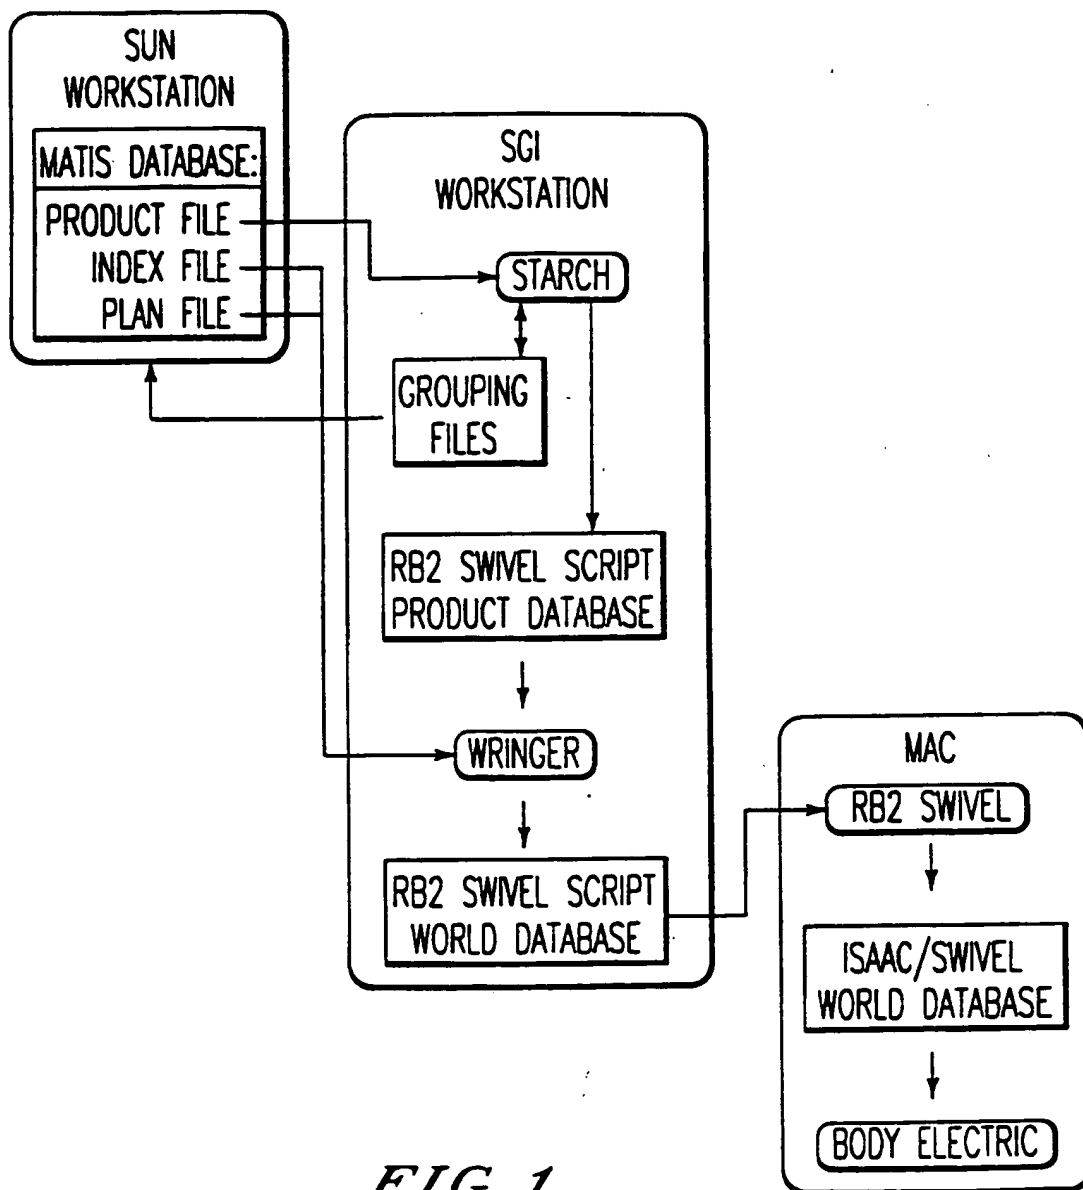 SUN
WORKSTATION
MATIS DATABASE:
PRODUCT FILE
INDEX FILE
PLAN FILE
SGI
WORKSTATION
STARCH
GROUPING
FILES
RB2 SWIVEL SCRIPT
PRODUCT DATABASE
WRINGER
RB2 SWIVEL SCRIPT
WORLD DATABASE
MAC
RB2 SWIVEL
ISAAC/SWIVEL
WORLD DATABASE
BODY ELECTRIC
FIG. 1